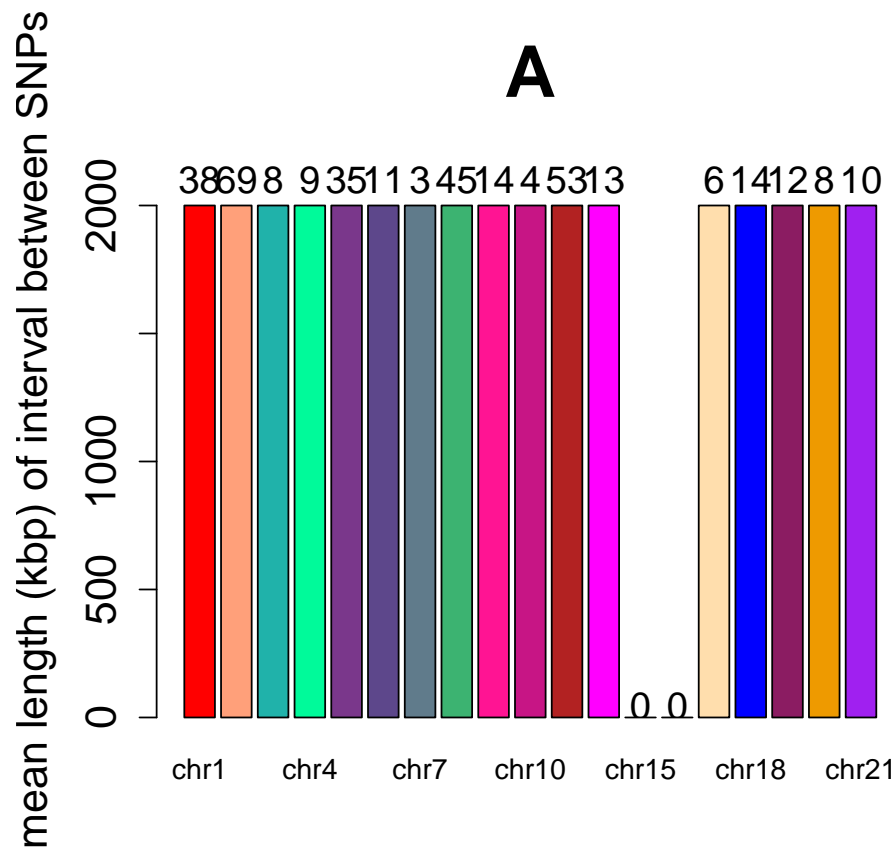 A
mean length (kbp) of interval between SNPs
38 69 8 9 35 11 3 45 14 4 53 13 0 0 6 14 12 8 10
2000
1000
500
0
chr1 chr4 chr7 chr10 chr15 chr18 chr21